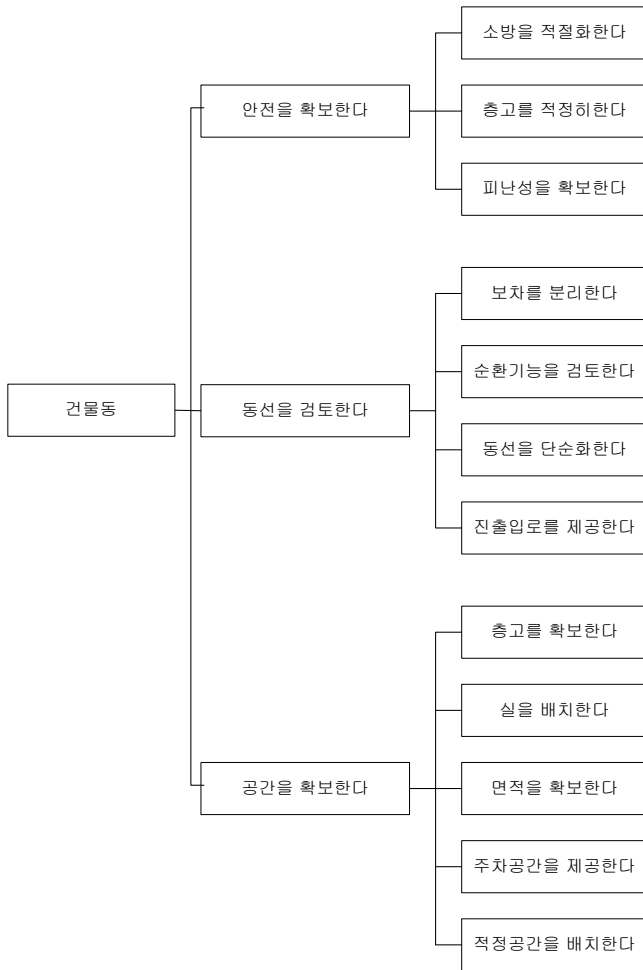 건물동
안전을 확보한다
소방을 적절화한다
층고를 적정히한다
피난성을 확보한다
동선을 검토한다
보차를 분리한다
순환기능을 검토한다
동선을 단순화한다
진출입로를 제공한다
공간을 확보한다
층고를 확보한다
실을 배치한다
면적을 확보한다
주차공간을 제공한다
적정공간을 배치한다